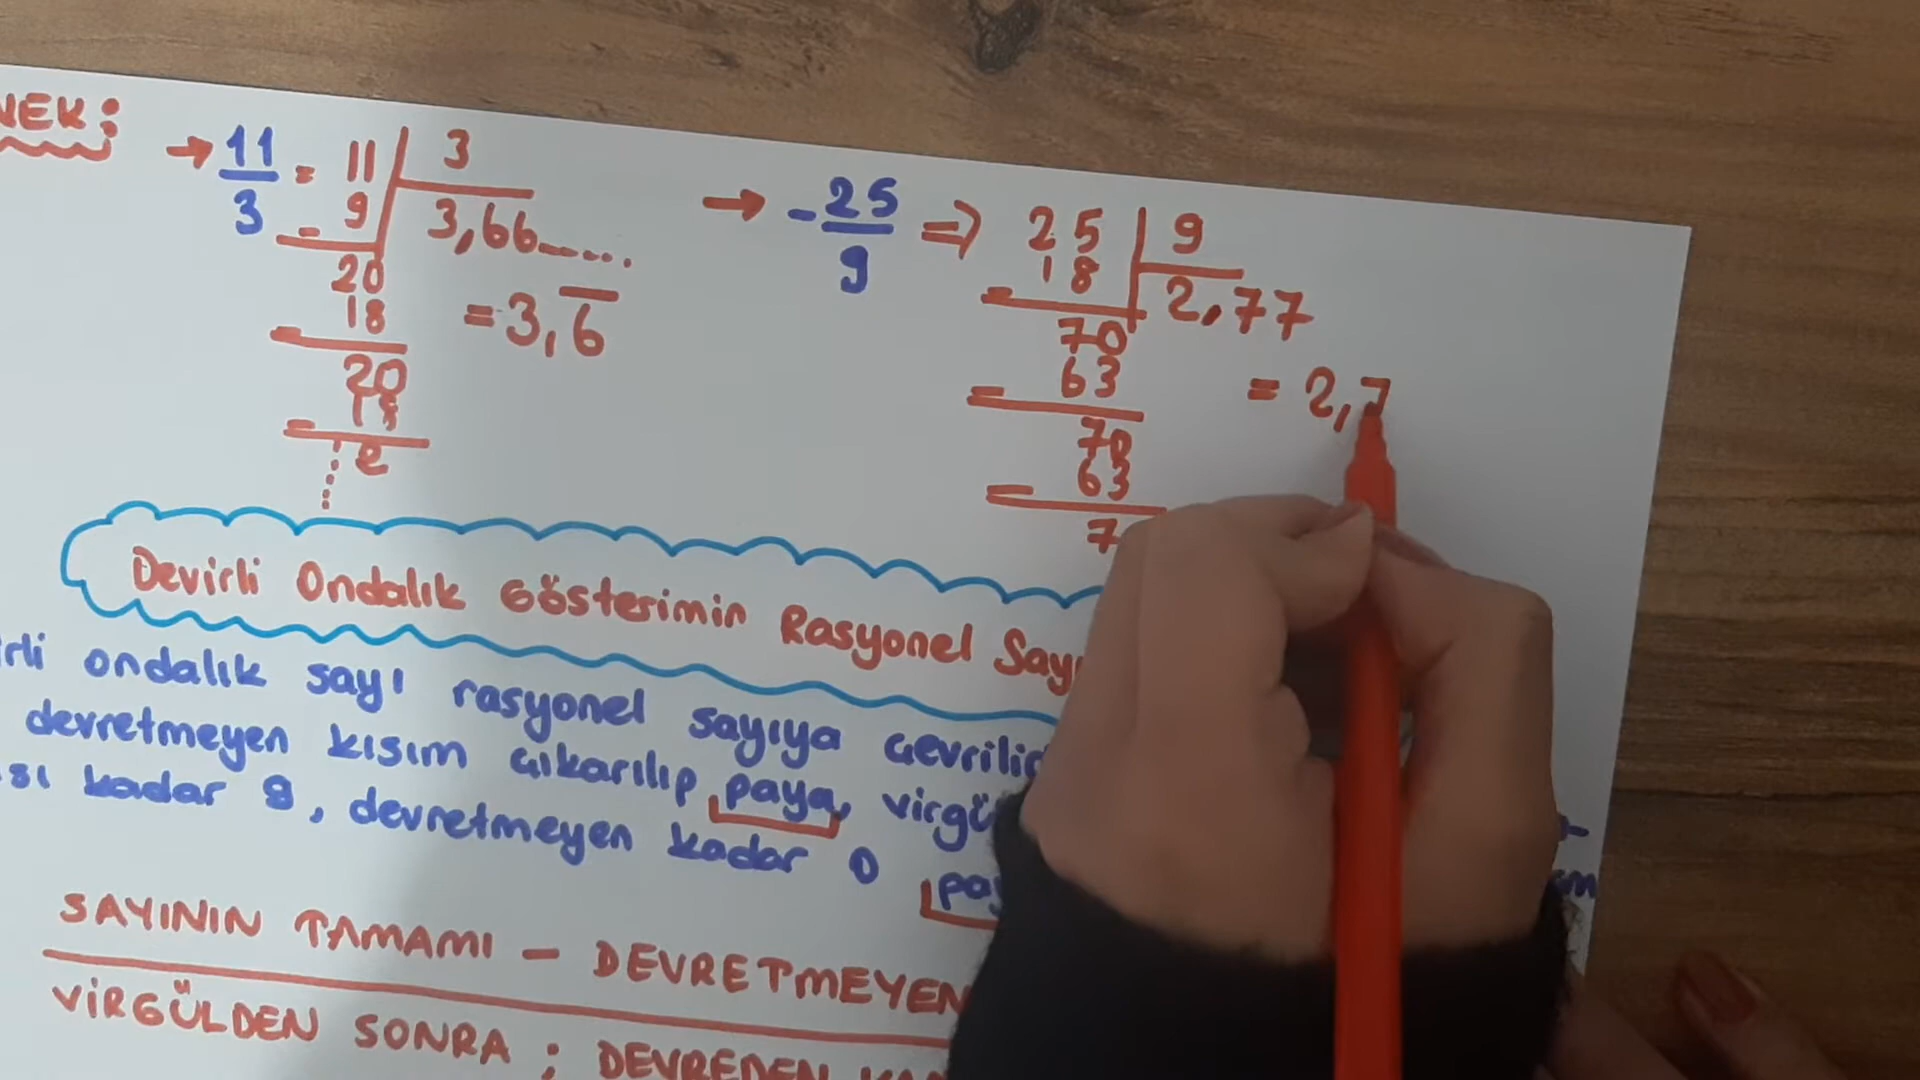 NEK:
→ 11/3 = 11 | 3
- 9
3,66.....
20
- 18
= 3,6̅
20
- 18
2
→ -25/9 ⇒ 25 | 9
- 18
2,77
70
- 63
= 2,7
70
- 63
7
Devirli Ondalık Gösterimin Rasyonel Sayı
rli ondalık sayı rasyonel sayıya çevrilir
devretmeyen kısım çıkarılıp paya, virgü
sı kadar 9, devretmeyen kadar 0 pay
SAYININ TAMAMI - DEVRETMEYEN
VİRGÜLDEN SONRA ; DEVREDEN KA